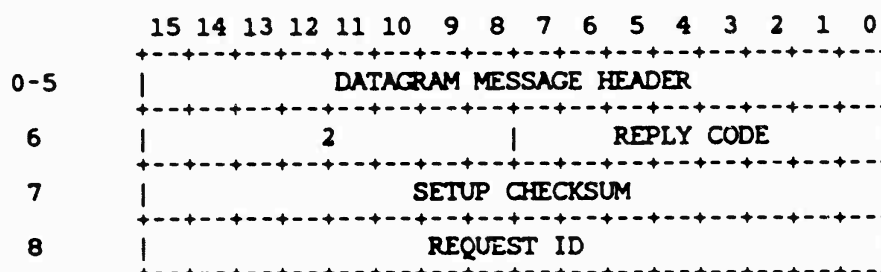 15 14 13 12 11 10 9 8 7 6 5 4 3 2 1 0
+--+--+--+--+--+--+--+--+--+--+--+--+--+--+--+--
0-5 | DATAGRAM MESSAGE HEADER
+--+--+--+--+--+--+--+--+--+--+--+--+--+--+--+--
6 | 2 | REPLY CODE
+--+--+--+--+--+--+--+--+--+--+--+--+--+--+--+--
7 | SETUP CHECKSUM
+--+--+--+--+--+--+--+--+--+--+--+--+--+--+--+--
8 | REQUEST ID
+--+--+--+--+--+--+--+--+--+--+--+--+--+--+--+--